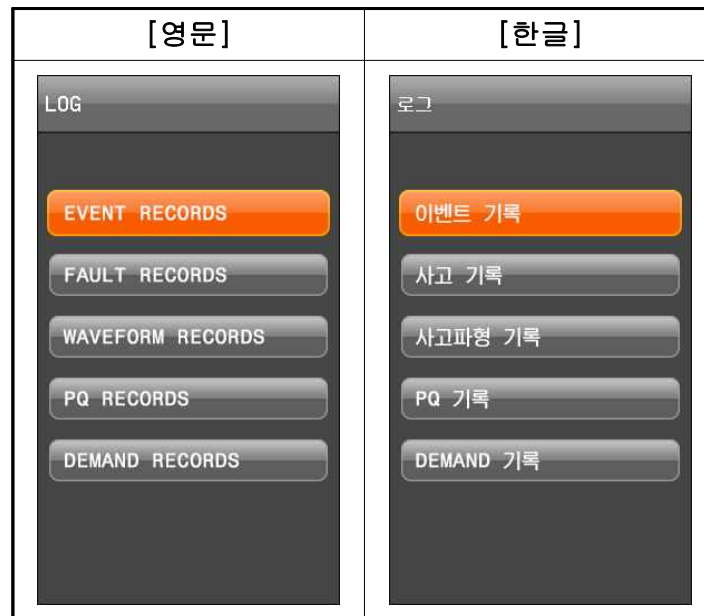 [영문]
[한글]
LOG
EVENT RECORDS
FAULT RECORDS
WAVEFORM RECORDS
PQ RECORDS
DEMAND RECORDS
로그
이벤트 기록
사고 기록
사고파형 기록
PQ 기록
DEMAND 기록